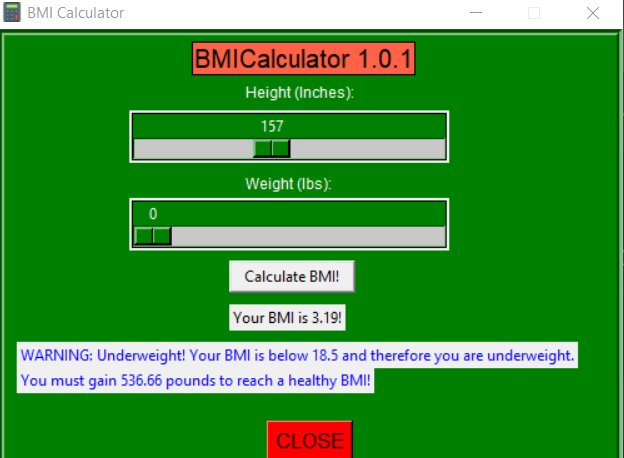 BMI Calculator
BMICalculator 1.0.1
Height (Inches):
157
Weight (lbs):
0
Calculate BMI!
Your BMI is 3.19!
WARNING: Underweight! Your BMI is below 18.5 and therefore you are underweight.
You must gain 536.66 pounds to reach a healthy BMI!
CLOSE